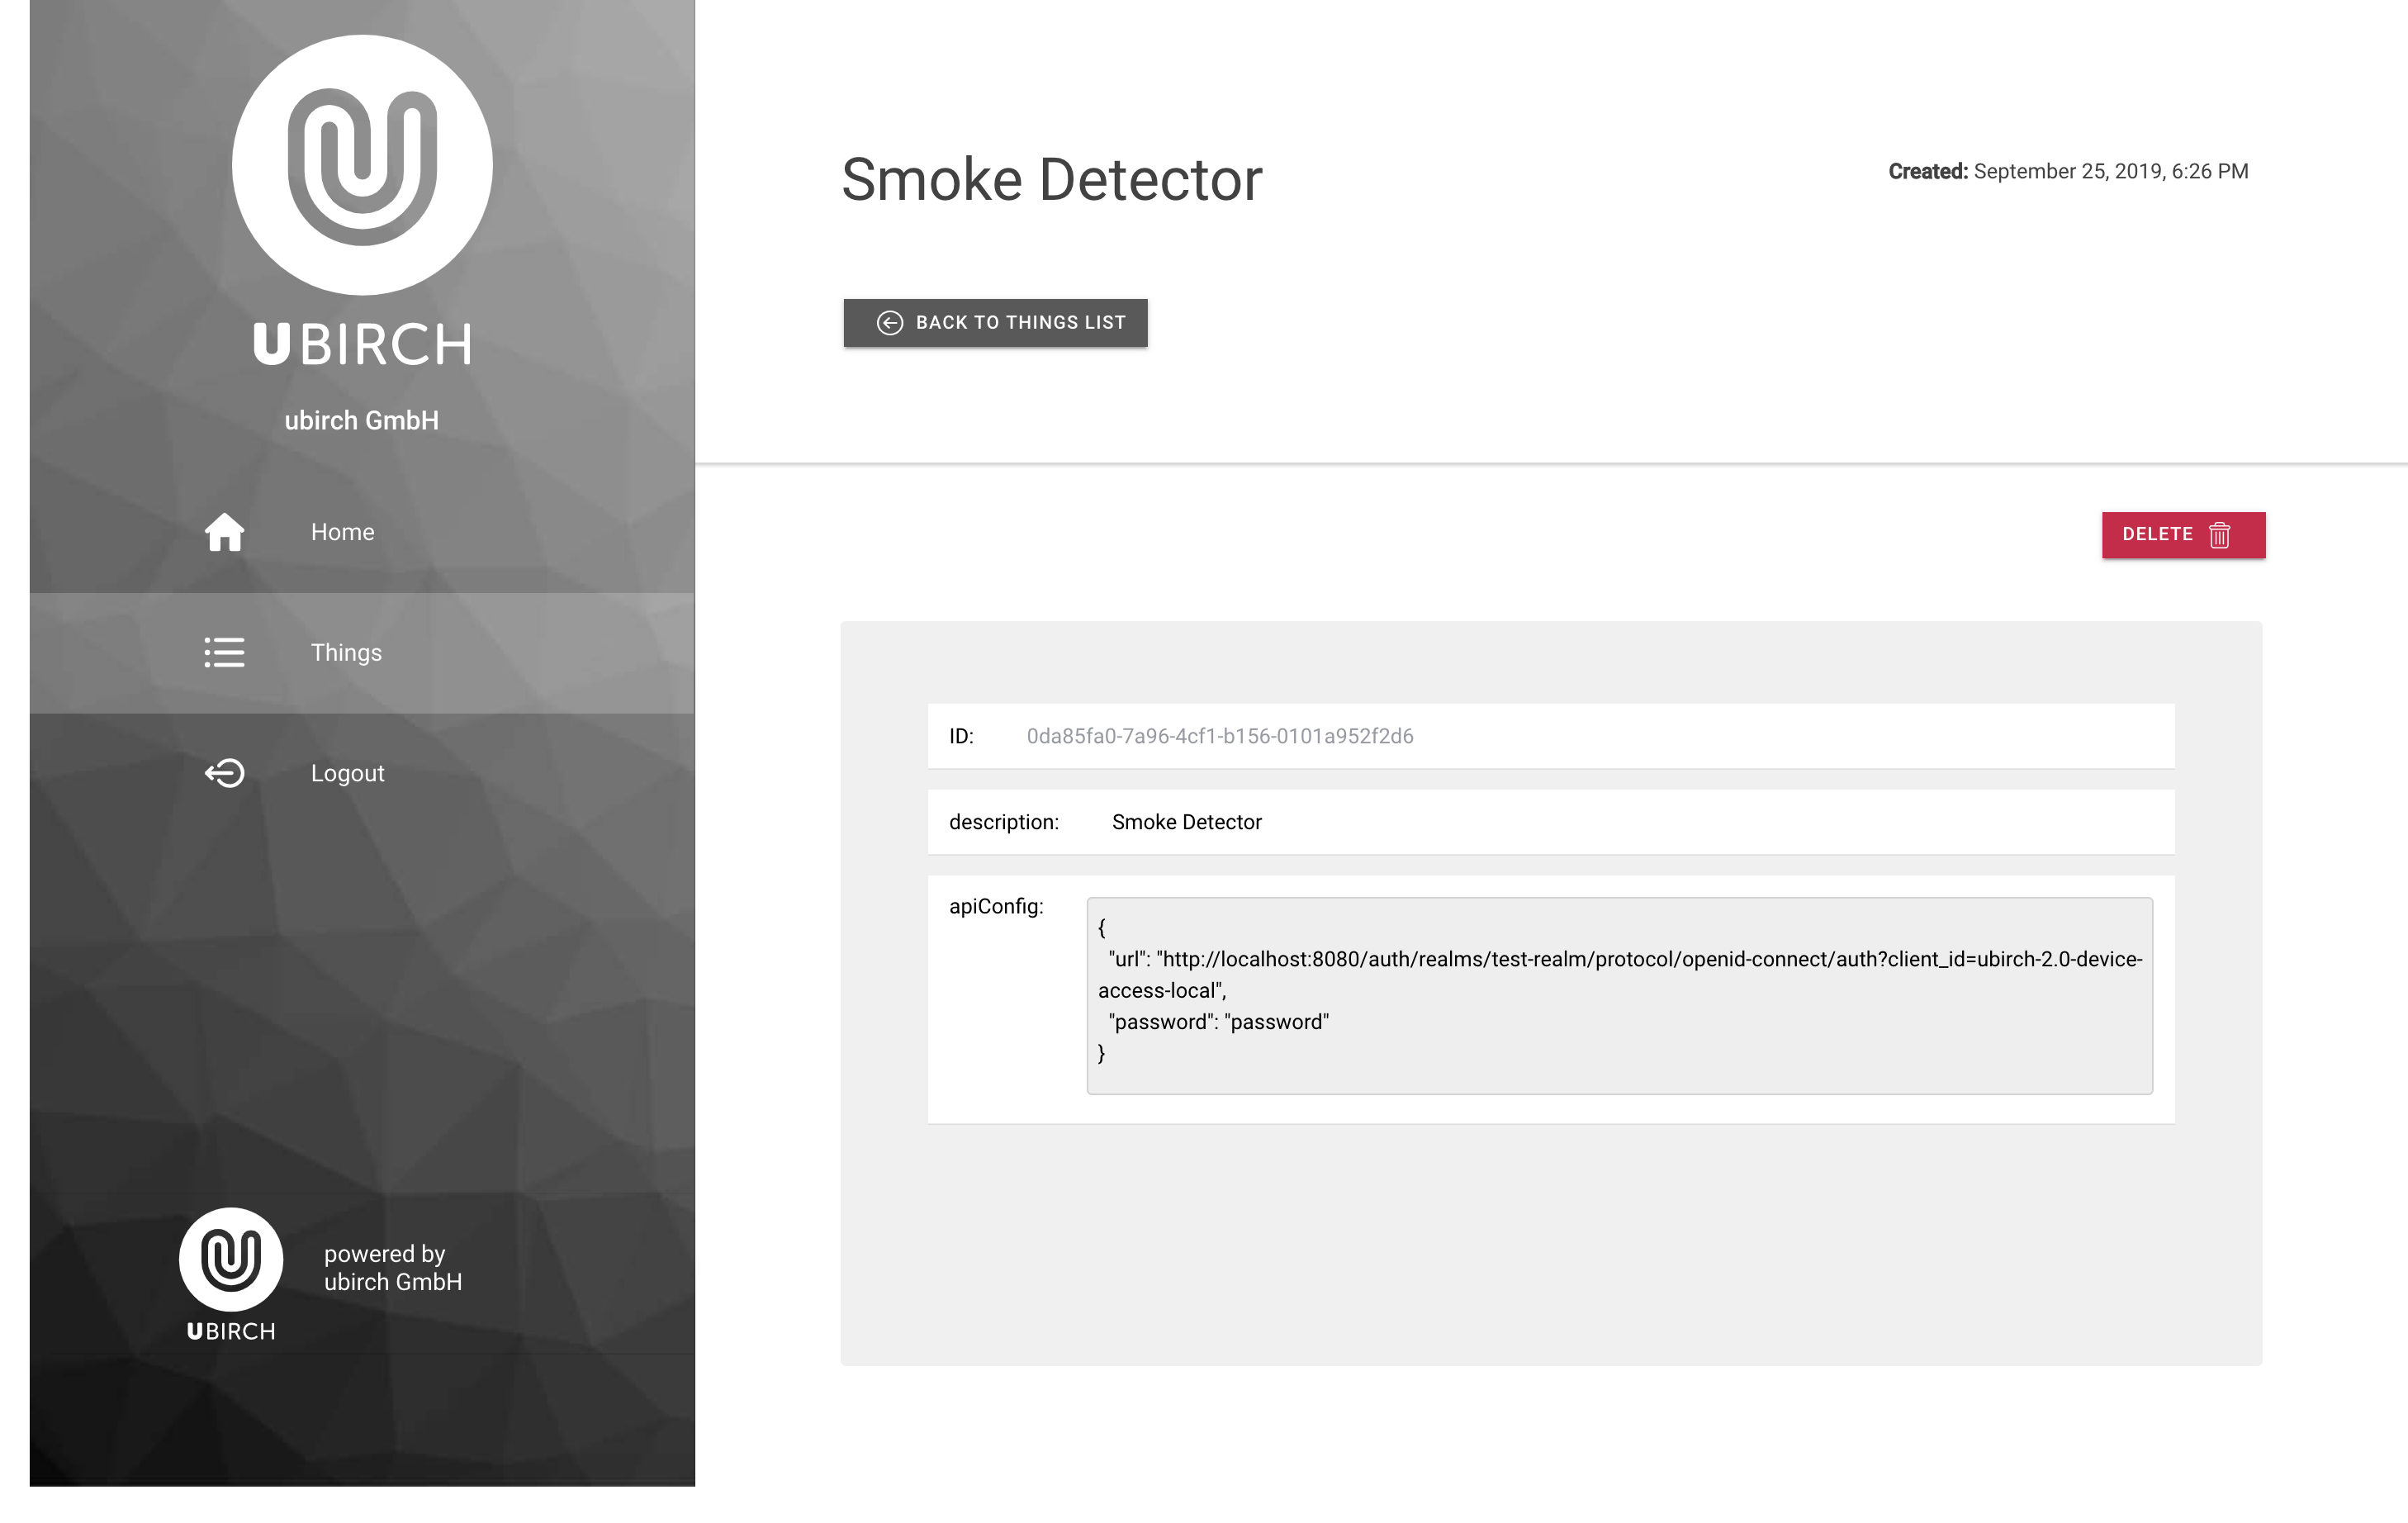 UBIRCH
ubirch GmbH
Home
Things
Logout
powered by
ubirch GmbH
UBIRCH
Smoke Detector
Created: September 25, 2019, 6:26 PM
BACK TO THINGS LIST
DELETE
ID: 0da85fa0-7a96-4cf1-b156-0101a952f2d6
description: Smoke Detector
apiConfig:
{
"url": "http://localhost:8080/auth/realms/test-realm/protocol/openid-connect/auth?client_id=ubirch-2.0-device-
access-local",
"password": "password"
}